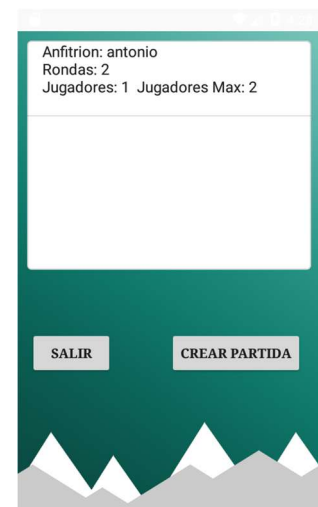 Anfitrion: antonio
Rondas: 2
Jugadores: 1 Jugadores Max: 2
SALIR
CREAR PARTIDA